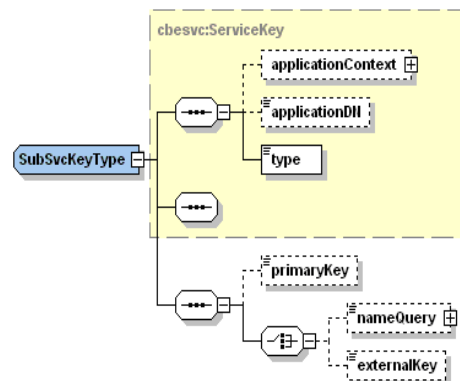 cbesvc:ServiceKey
applicationContext
applicationDN
SubSvcKeyType
type
primaryKey
nameQuery
externalKey